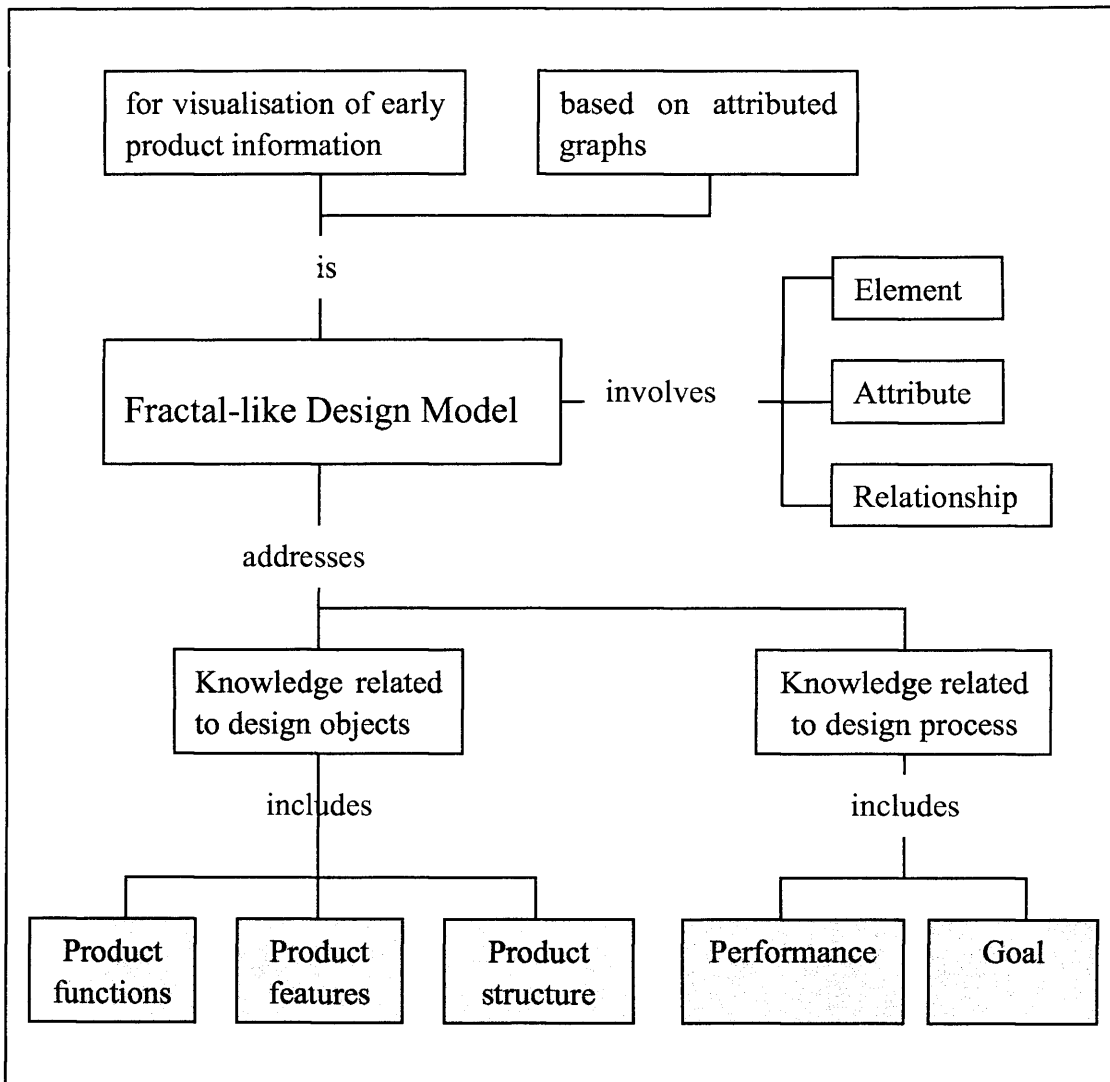 for visualisation of early
product information
based on attributed
graphs
is
Element
Fractal-like Design Model
involves
Attribute
Relationship
addresses
Knowledge related
to design objects
Knowledge related
to design process
includes
includes
Product
functions
Product
features
Product
structure
Performance
Goal